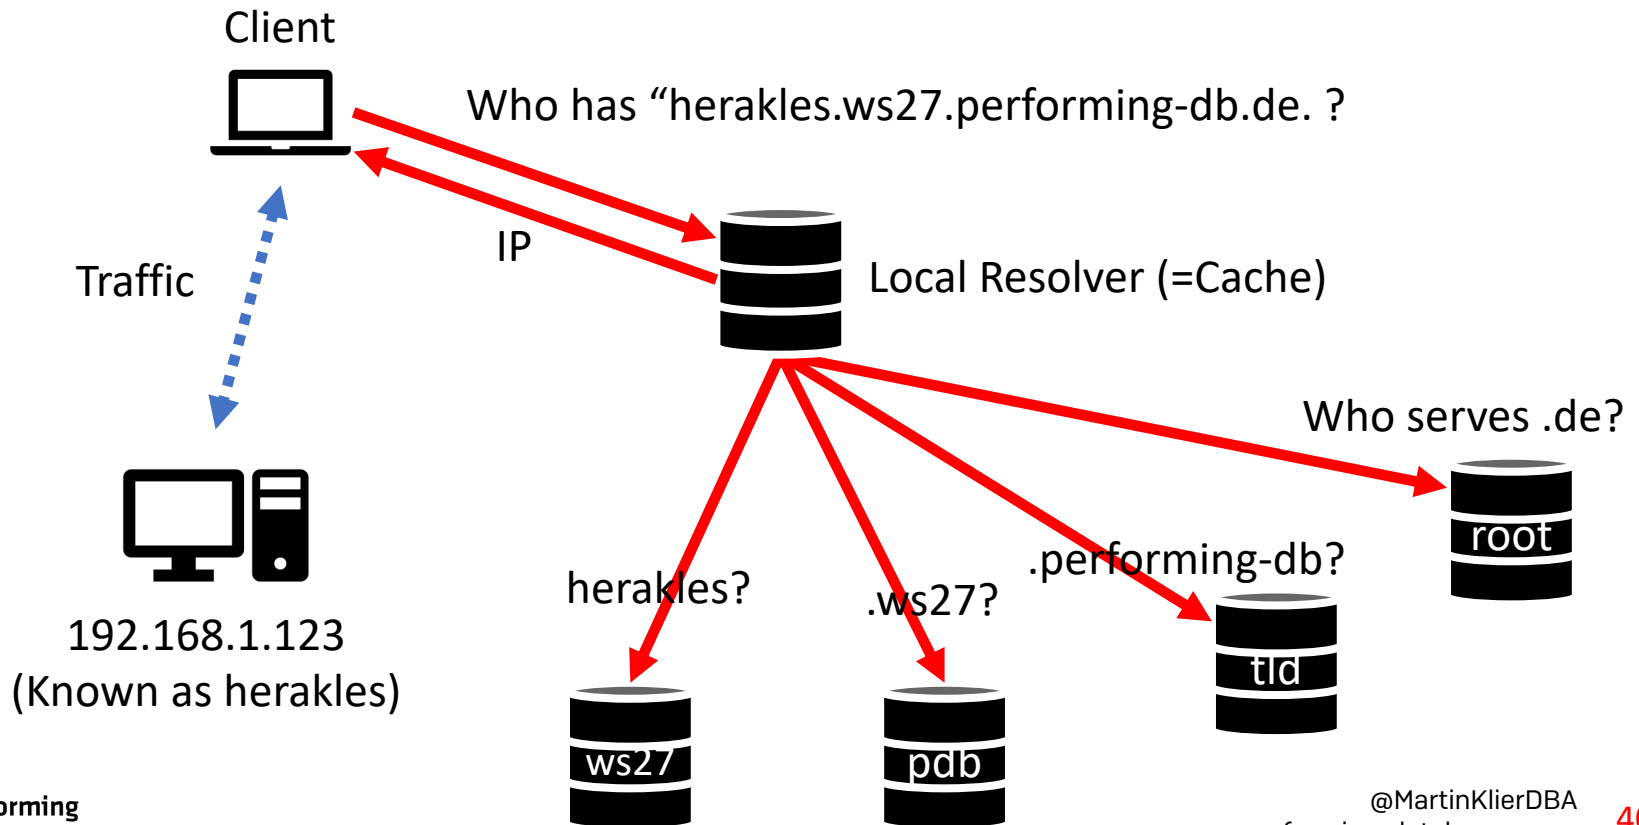 Client
Who has “herakles.ws27.performing-db.de. ?
IP
Traffic
Local Resolver (=Cache)
Who serves .de?
root
.performing-db?
herakles?
.ws27?
192.168.1.123
(Known as herakles)
tld
ws27
pdb
@MartinKlierDBA